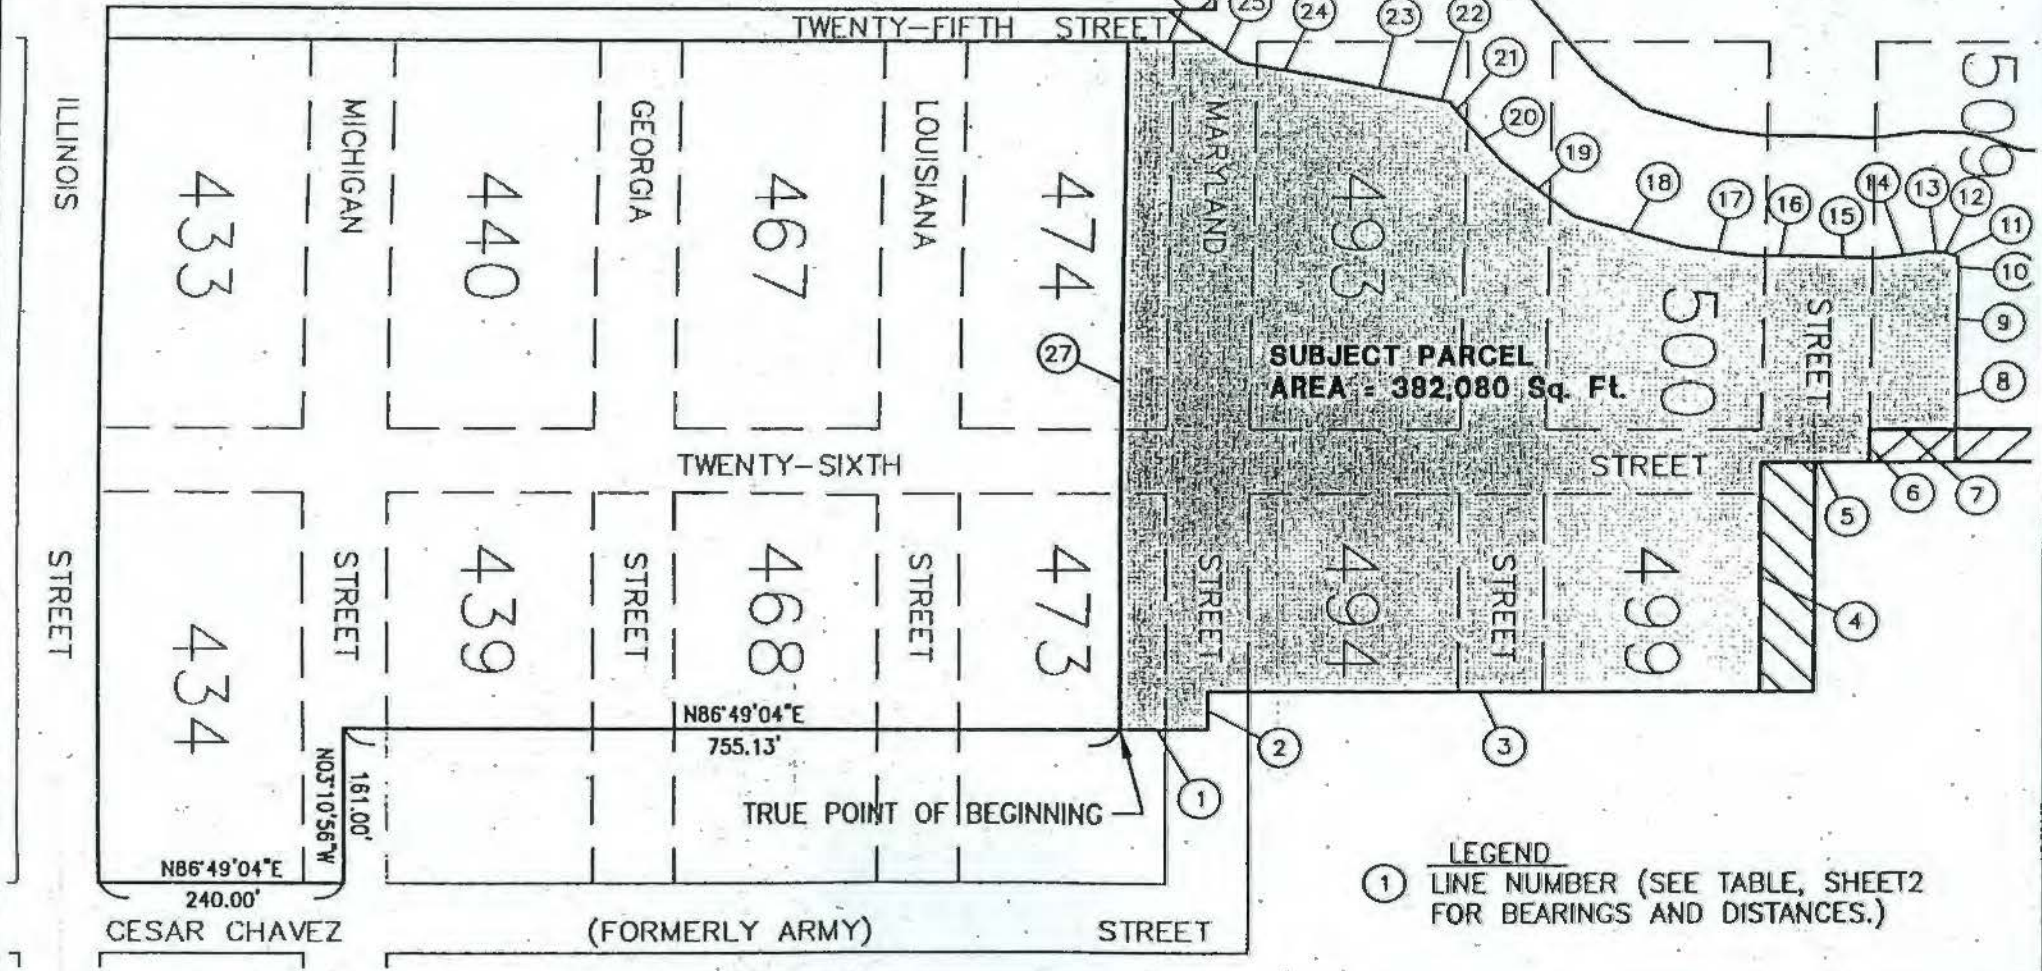 TWENTY-FIFTH STREET
25
24
23
22
21
20
19
18
17
16
15
14
13
12
11
10
9
8
509
ILLINOIS
STREET
MICHIGAN
STREET
GEORGIA
STREET
LOUISIANA
STREET
MARYLAND
STREET
STREET
STREET
433
440
467
474
493
500
27
SUBJECT PARCEL
AREA = 382,080 Sq. Ft.
TWENTY-SIXTH
STREET
6
7
5
4
434
439
468
473
494
499
N86°49'04"E
755.13'
2
3
1
N03°10'56"W
161.00'
TRUE POINT OF BEGINNING
N86°49'04"E
240.00'
CESAR CHAVEZ
(FORMERLY ARMY)
STREET
LEGEND
1 LINE NUMBER (SEE TABLE, SHEET2
FOR BEARINGS AND DISTANCES.)